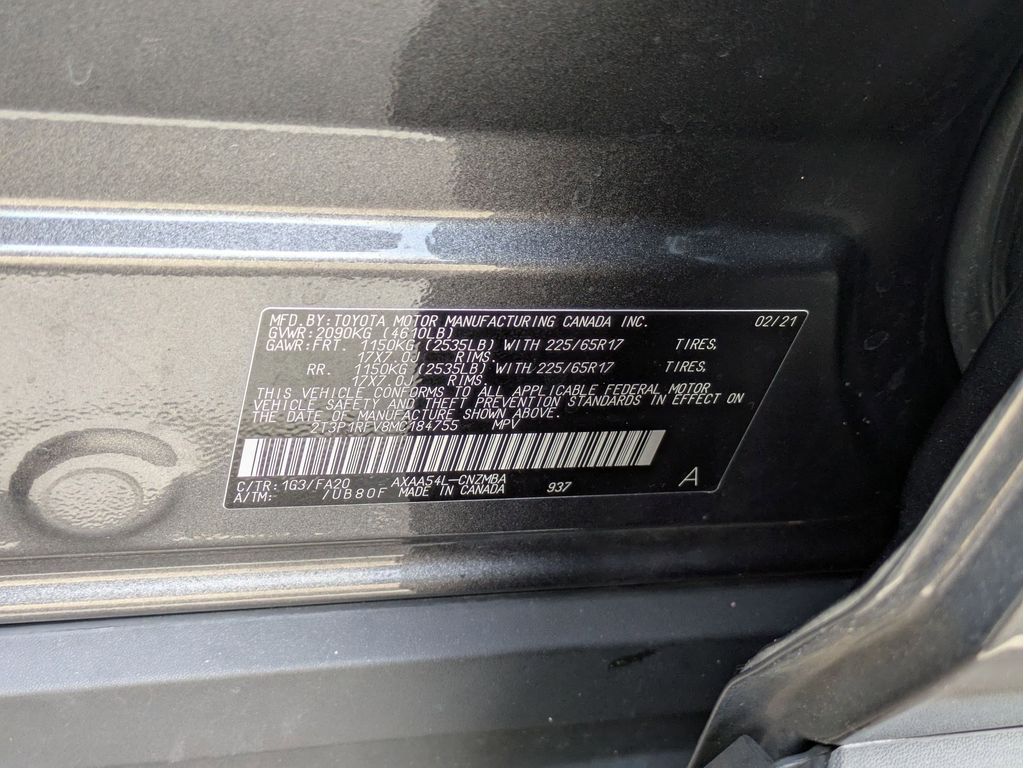 MFD. BY: TOYOTA MOTOR MANUFACTURING CANADA INC. 02/21
GVWR: 2090KG (4610LB)
GAWR: FRT. 1150KG (2535LB) WITH 225/65R17 TIRES,
17X7.0J RIMS.
RR. 1150KG (2535LB) WITH 225/65R17 TIRES,
17X7.0J RIMS.
THIS VEHICLE CONFORMS TO ALL APPLICABLE FEDERAL MOTOR
VEHICLE SAFETY AND THEFT PREVENTION STANDARDS IN EFFECT ON
THE DATE OF MANUFACTURE SHOWN ABOVE.
2T3P1RFV8MC184755 MPV
C/TR: 1G3/FA20 AXAA54L-CNZMBA
A/TM: /UB80F MADE IN CANADA 937 A